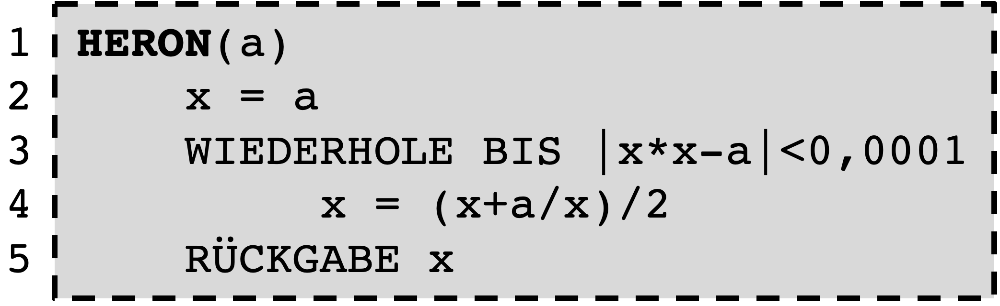 1 HERON(a)
2 x = a
3 WIEDERHOLE BIS |x*x-a|<0,0001
4 x = (x+a/x)/2
5 RÜCKGABE x